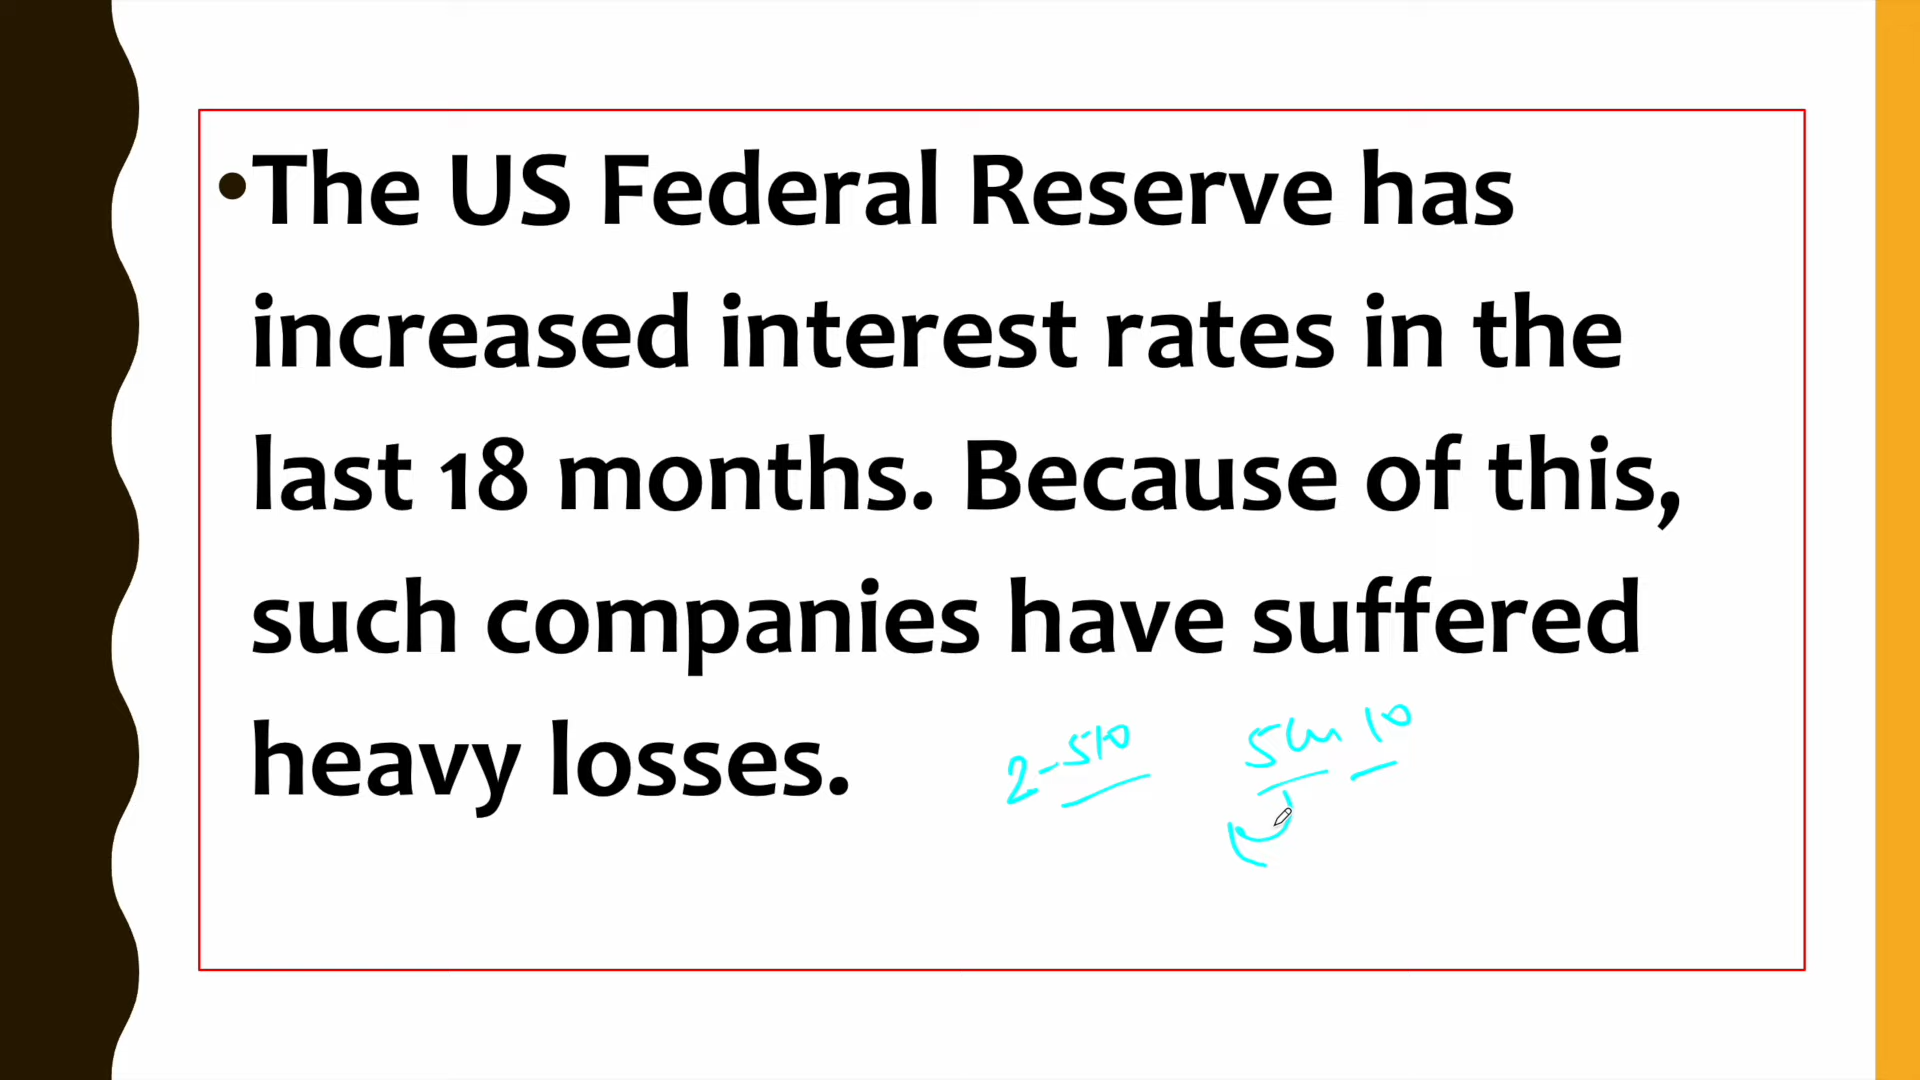 •The US Federal Reserve has
increased interest rates in the
last 18 months. Because of this,
such companies have suffered
heavy losses.